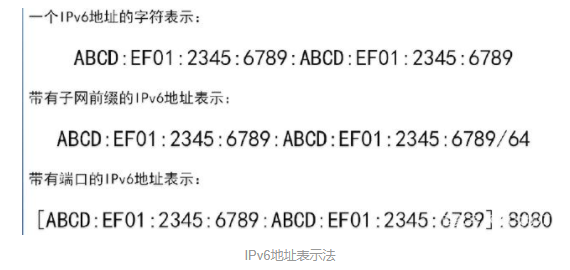 一个IPv6地址的字符表示：
ABCD:EF01:2345:6789:ABCD:EF01:2345:6789
带有子网前缀的IPv6地址表示：
ABCD:EF01:2345:6789:ABCD:EF01:2345:6789/64
带有端口的IPv6地址表示：
[ABCD:EF01:2345:6789:ABCD:EF01:2345:6789]:8080
IPv6地址表示法